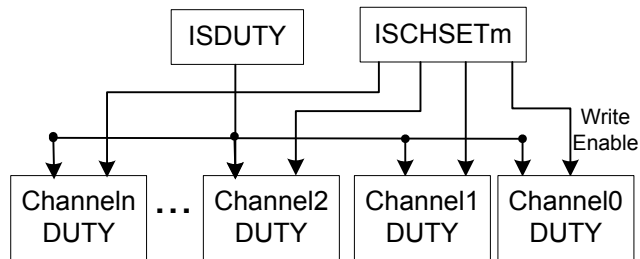 ISDUTY
ISCHSETm
Write
Enable
Channeln
DUTY
...
Channel2
DUTY
Channel1
DUTY
Channel0
DUTY